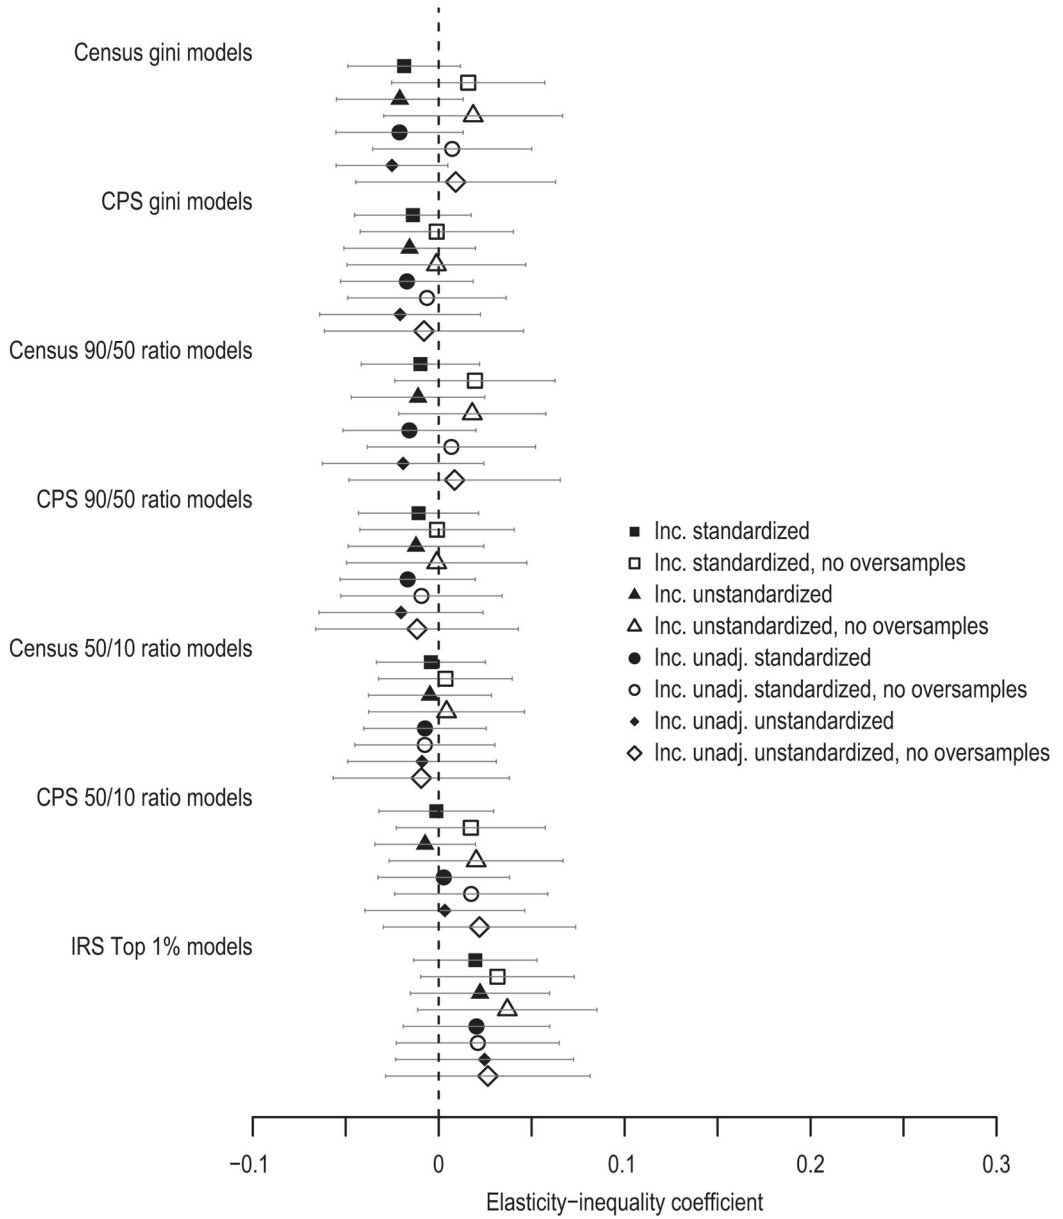 Census gini models
CPS gini models
Census 90/50 ratio models
CPS 90/50 ratio models
Census 50/10 ratio models
CPS 50/10 ratio models
IRS Top 1% models
Inc. standardized
Inc. standardized, no oversamples
Inc. unstandardized
Inc. unstandardized, no oversamples
Inc. unadj. standardized
Inc. unadj. standardized, no oversamples
Inc. unadj. unstandardized
Inc. unadj. unstandardized, no oversamples
−0.1 0 0.1 0.2 0.3
Elasticity−inequality coefficient